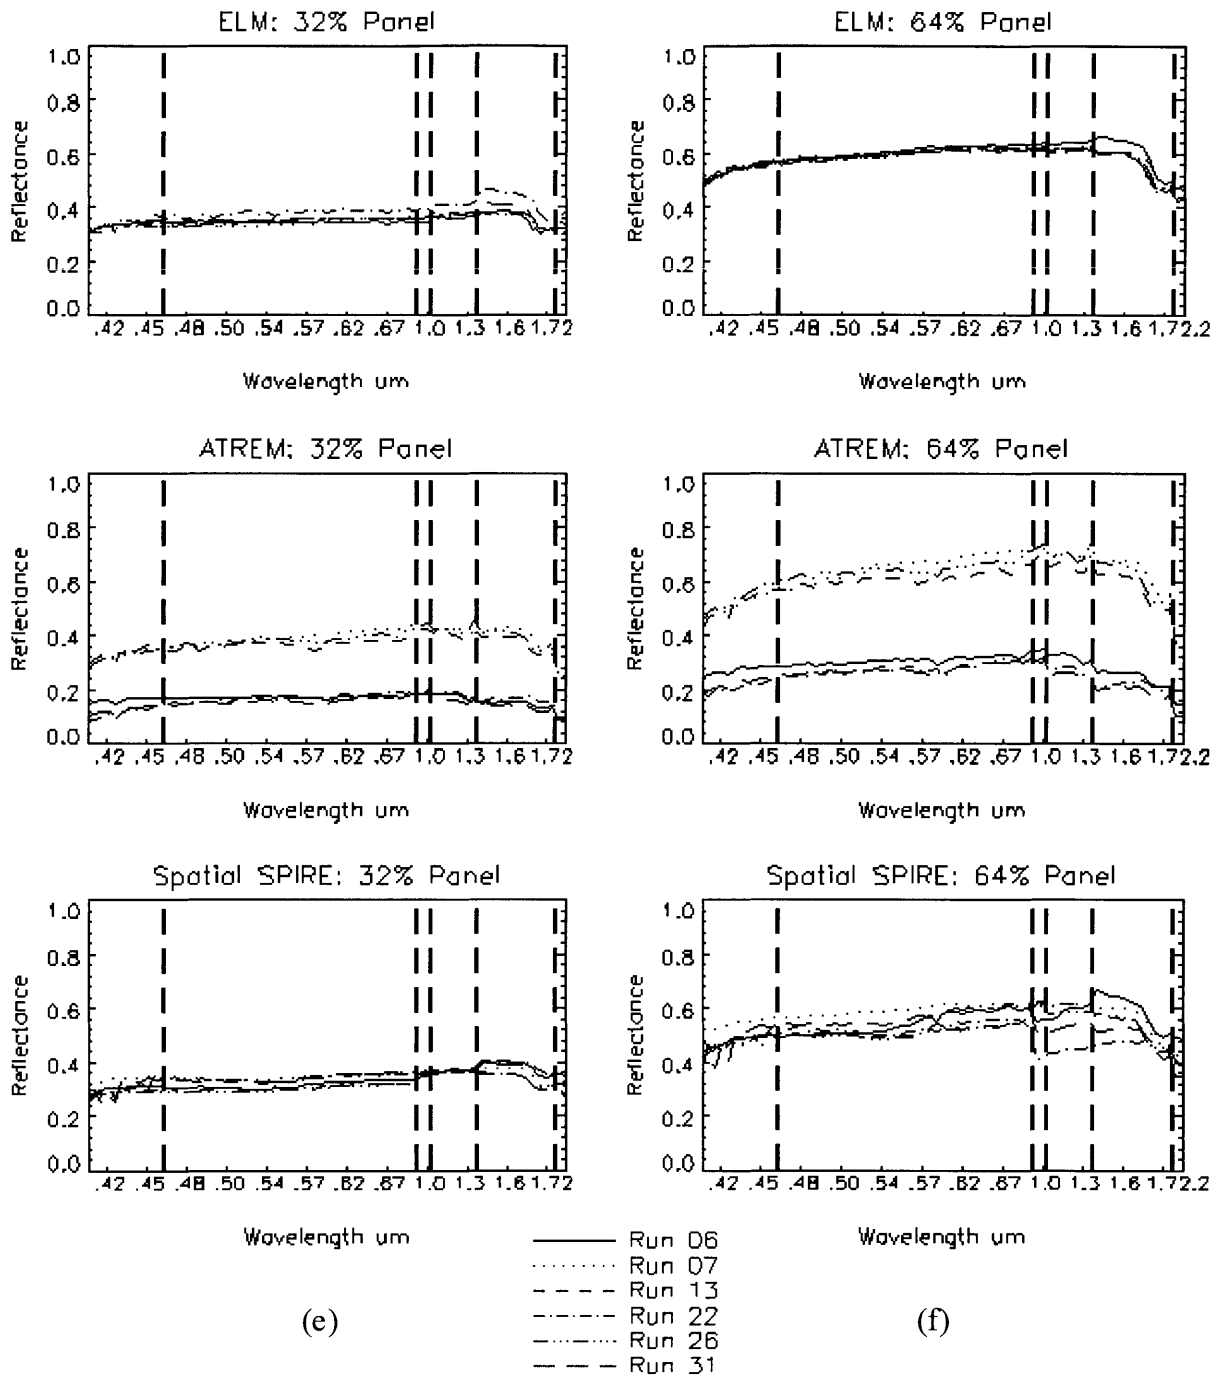 ELM: 32% Panel
Reflectance
1.0
0.8
0.6
0.4
0.2
0.0
.42 .45 .48 .50 .54 .57 .62 .67 1.0 1.3 1.6 1.72
Wavelength um
ELM: 64% Panel
Reflectance
1.0
0.8
0.6
0.4
0.2
0.0
.42 .45 .48 .50 .54 .57 .62 .67 1.0 1.3 1.6 1.72.2
Wavelength um
ATREM: 32% Panel
Reflectance
1.0
0.8
0.6
0.4
0.2
0.0
.42 .45 .48 .50 .54 .57 .62 .67 1.0 1.3 1.6 1.72
Wavelength um
ATREM: 64% Panel
Reflectance
1.0
0.8
0.6
0.4
0.2
0.0
.42 .45 .48 .50 .54 .57 .62 .67 1.0 1.3 1.6 1.72.2
Wavelength um
Spatial SPIRE: 32% Panel
Reflectance
1.0
0.8
0.6
0.4
0.2
0.0
.42 .45 .48 .50 .54 .57 .62 .67 1.0 1.3 1.6 1.72
Wavelength um
Spatial SPIRE: 64% Panel
Reflectance
1.0
0.8
0.6
0.4
0.2
0.0
.42 .45 .48 .50 .54 .57 .62 .67 1.0 1.3 1.6 1.72.2
Wavelength um
Run 06
Run 07
Run 13
Run 22
Run 26
Run 31
(e)
(f)